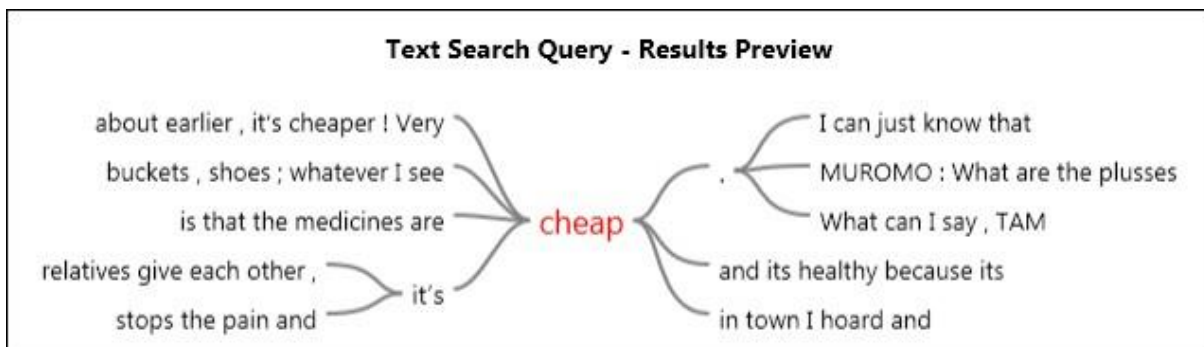 Text Search Query - Results Preview
about earlier , it's cheaper ! Very
buckets , shoes ; whatever I see
is that the medicines are
relatives give each other ,
stops the pain and
it's
cheap
.
I can just know that
MUROMO : What are the plusses
What can I say , TAM
and its healthy because its
in town I hoard and